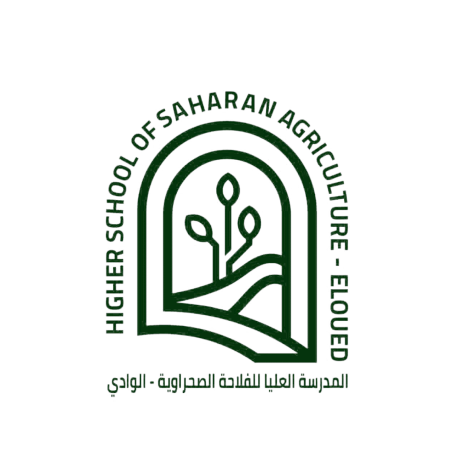 HIGHER SCHOOL OF SAHARAN AGRICULTURE - ELOUED
المدرسة العليا للفلاحة الصحراوية - الوادي